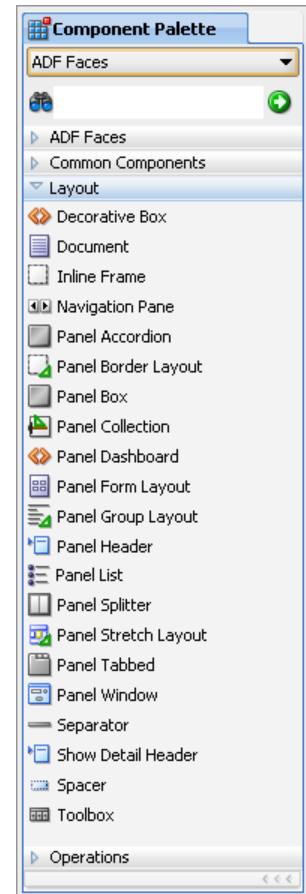 Component Palette
ADF Faces
ADF Faces
Common Components
Layout
Decorative Box
Document
Inline Frame
Navigation Pane
Panel Accordion
Panel Border Layout
Panel Box
Panel Collection
Panel Dashboard
Panel Form Layout
Panel Group Layout
Panel Header
Panel List
Panel Splitter
Panel Stretch Layout
Panel Tabbed
Panel Window
Separator
Show Detail Header
Spacer
Toolbox
Operations